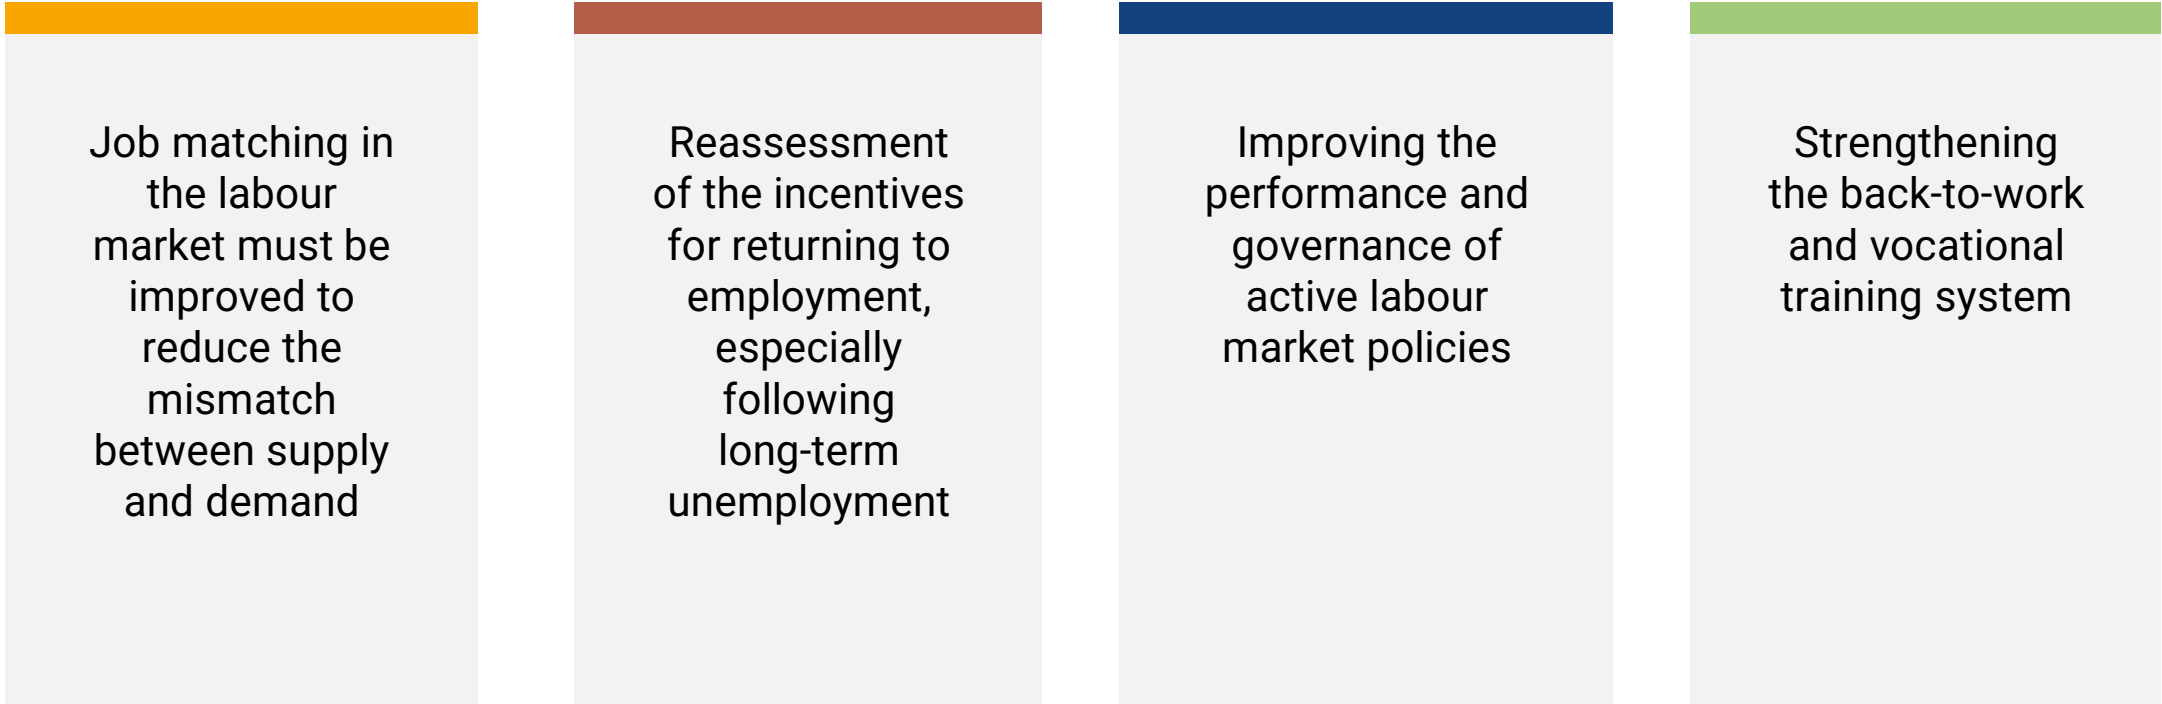 Job matching in
the labour
market must be
improved to
reduce the
mismatch
between supply
and demand
Reassessment
of the incentives
for returning to
employment,
especially
following
long-term
unemployment
Improving the
performance and
governance of
active labour
market policies
Strengthening
the back-to-work
and vocational
training system